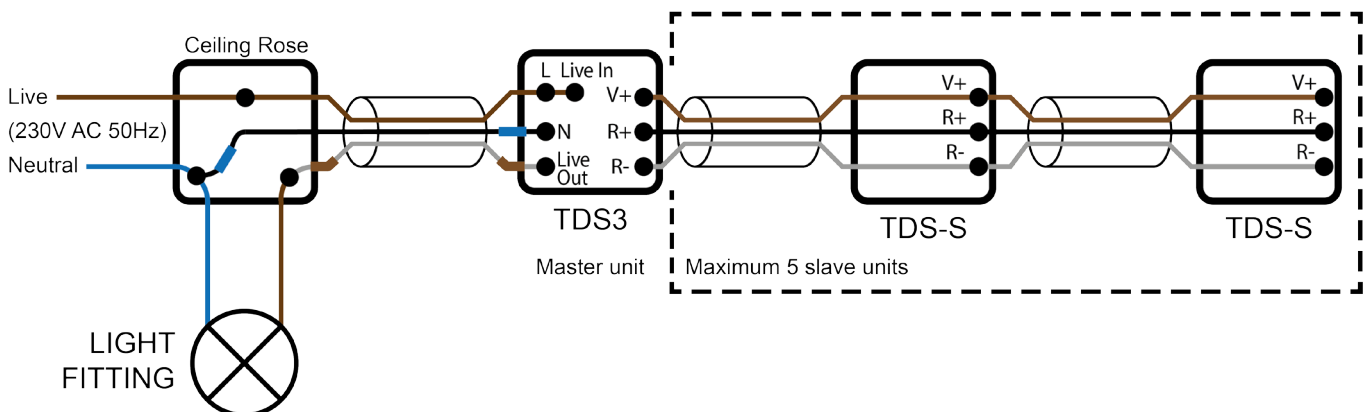 Ceiling Rose
Live
(230V AC 50Hz)
Neutral
L Live In
N
Live
Out
V+
R+
R-
TDS3
Master unit
V+
R+
R-
TDS-S
V+
R+
R-
TDS-S
Maximum 5 slave units
LIGHT
FITTING